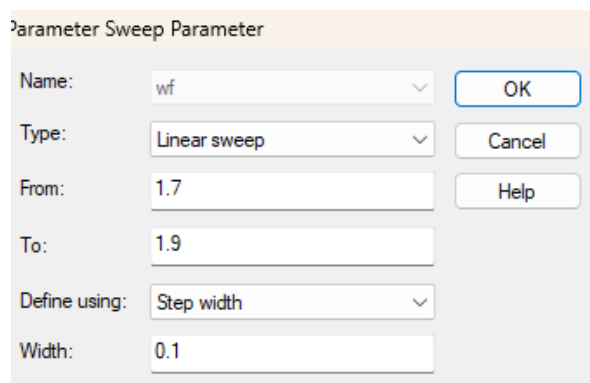 Parameter Sweep Parameter
Name: wf OK
Type: Linear sweep Cancel
From: 1.7 Help
To: 1.9
Define using: Step width
Width: 0.1